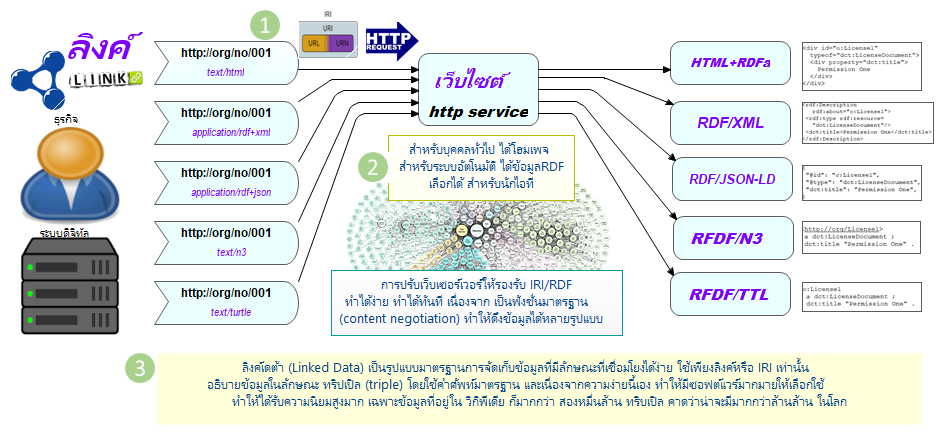 1
IRI
URI
URL
URN
HTTP
REQUEST
ลิงค์
LINK
ธุรกิจ
ระบบดิจิทัล
http://org/no/001
text/html
http://org/no/001
application/rdf+xml
http://org/no/001
application/rdf+json
http://org/no/001
text/n3
http://org/no/001
text/turtle
เว็บไซต์
http service
2
สำหรับบุคคลทั่วไป ได้โฮมเพจ
สำหรับระบบอัตโนมัติ ได้ข้อมูลRDF
เลือกได้ สำหรับนักไอที
การปรับเว็บเซอร์เวอร์ให้รองรับ IRI/RDF
ทำได้ง่าย ทำได้ทันที เนื่องจาก เป็นฟังชั่นมาตรฐาน
(content negotiation) ทำให้ดึงข้อมูลได้หลายรูปแบบ
HTML+RDFa
<div id="o:License1"
typeof="dct:LicenseDocument">
<div property="dct:title">
Permission One
</div>
</div>
RDF/XML
<rdf:Description
rdf:about="o:License1">
<rdf:type rdf:resource=
"dct:LicenseDocument"/>
<dct:title>Permission One</dct:title>
</rdf:Description>
RDF/JSON-LD
"@id": "o:License1",
"@type": "dct:LicenseDocument",
"dct:title": "Permission One",
}
RFDF/N3
<http://org/License1>
a dct:LicenseDocument ;
dct:title "Permission One" .
RFDF/TTL
o:License1
a dct:LicenseDocument ;
dct:title "Permission One" .
3
ลิงค์ดต้า (Linked Data) เป็นรูปแบบมาตรฐานการจัดเก็บข้อมูลที่มีลักษณะที่เชื่อมโยงได้ง่าย ใช้เพียงลิงค์หรือ IRI เท่านั้น
อธิบายข้อมูลในลักษณะ ทริปเปิล (triple) โดยใช้คำศัพท์มาตรฐาน และเนื่องจากความง่ายนี้เอง ทำให้มีซอฟต์แวร์มากมายให้เลือกใช้
ทำให้ได้รับความนิยมสูงมาก เฉพาะข้อมูลที่อยู่ใน วิกิพีเดีย ก็มากกว่า สองหมื่นล้าน ทริปเปิล คาดว่าน่าจะมีมากกว่าล้านล้าน ในโลก